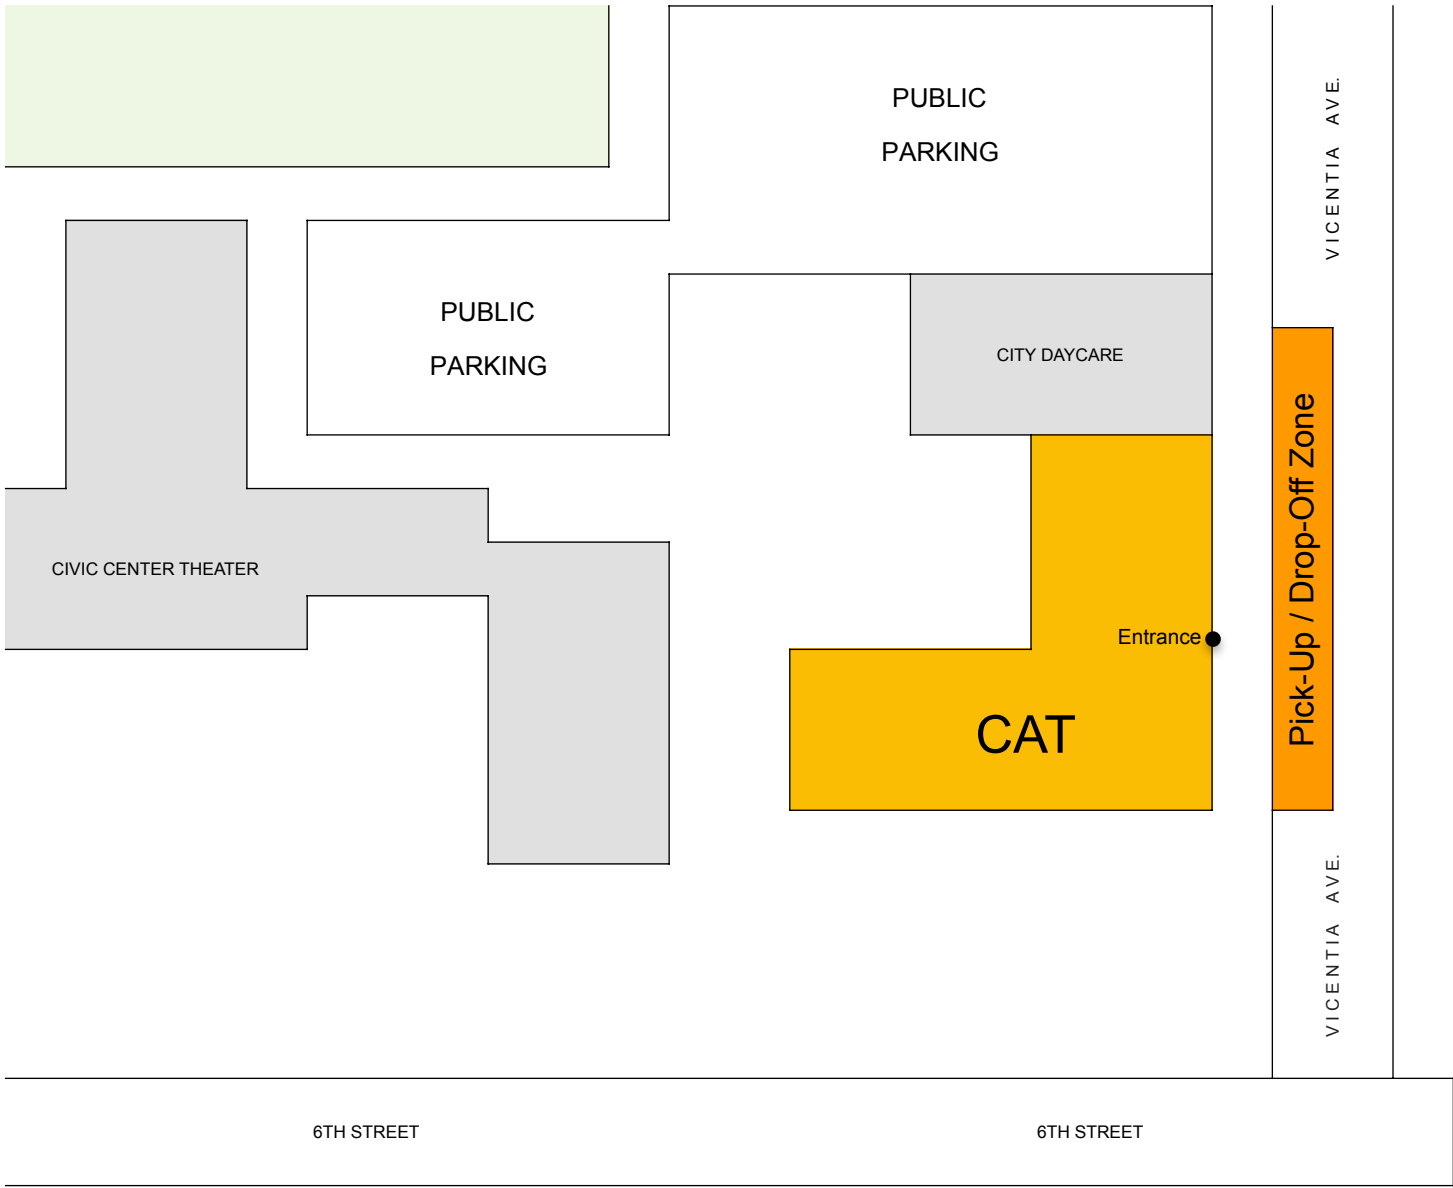 PUBLIC
PARKING
VICENTIA AVE.
PUBLIC
PARKING
CITY DAYCARE
Pick-Up / Drop-Off Zone
CIVIC CENTER THEATER
Entrance
CAT
VICENTIA AVE.
6TH STREET
6TH STREET